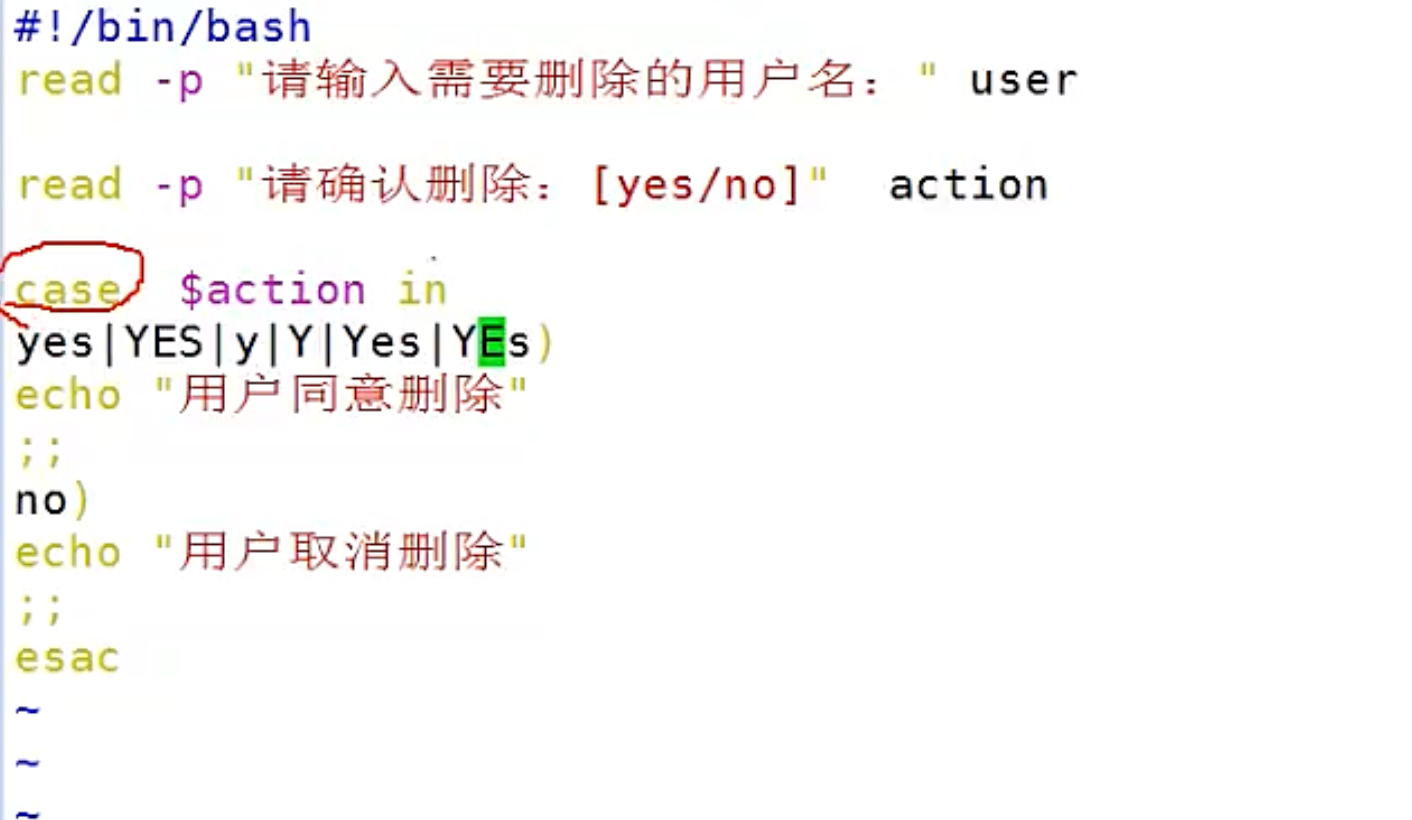 #!/bin/bash
read -p "请输入需要删除的用户名：" user
read -p "请确认删除：[yes/no]"  action
case  $action in
yes|YES|y|Y|Yes|YEs)
echo "用户同意删除"
;;
no)
echo "用户取消删除"
;;
esac
~
~
~